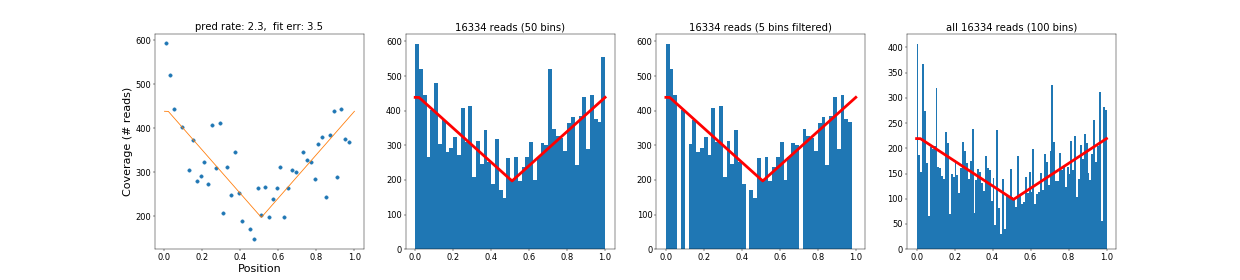 pred rate: 2.3,  fit err: 3.5
Coverage (# reads)
600
500
400
300
200
0.0 0.2 0.4 0.6 0.8 1.0
Position
16334 reads (50 bins)
600
500
400
300
200
100
0
0.0 0.2 0.4 0.6 0.8 1.0
16334 reads (5 bins filtered)
600
500
400
300
200
100
0
0.0 0.2 0.4 0.6 0.8 1.0
all 16334 reads (100 bins)
400
350
300
250
200
150
100
50
0
0.0 0.2 0.4 0.6 0.8 1.0